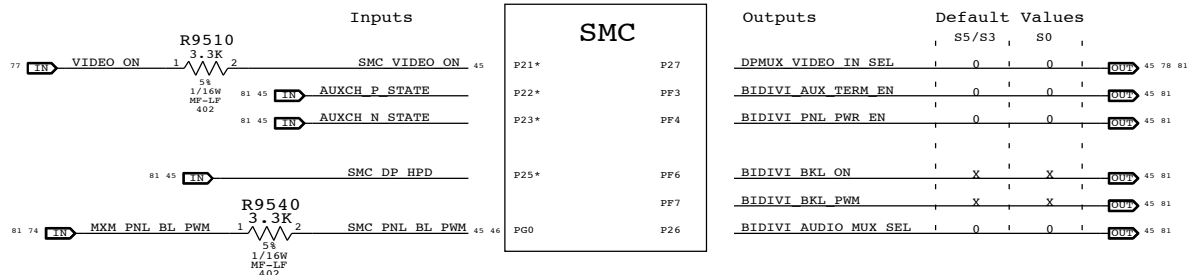 Inputs
SMC
Outputs
Default Values
S5/S3 S0
R9510
3.3K
77 IN VIDEO_ON 1 2 SMC_VIDEO_ON 45 P21* P27 DPMUX_VIDEO_IN_SEL 0 0 OUT 45 78 81
5%
1/16W
MF-LF
402
81 45 IN AUXCH_P_STATE P22* PF3 BIDIVI_AUX_TERM_EN 0 0 OUT 45 81
81 45 IN AUXCH_N_STATE P23* PF4 BIDIVI_PNL_PWR_EN 0 0 OUT 45 81
81 45 IN SMC_DP_HPD P25* PF6 BIDIVI_BKL_ON X X OUT 45 81
PF7 BIDIVI_BKL_PWM X X OUT 45 81
R9540
3.3K
81 74 IN MXM_PNL_BL_PWM 1 2 SMC_PNL_BL_PWM 45 46 PG0 P26 BIDIVI_AUDIO_MUX_SEL 0 0 OUT 45 81
5%
1/16W
MF-LF
402